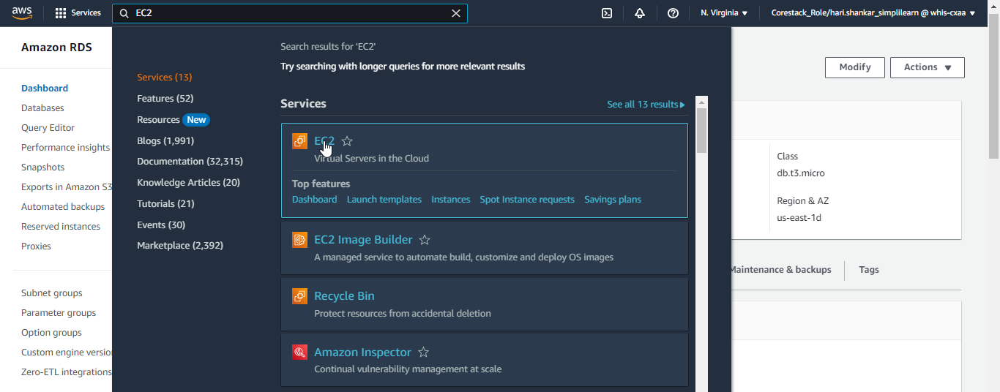 aws
Services
EC2
N. Virginia
Corestack_Role/hari.shankar_simplilearn @ whis-cxaa
Amazon RDS
Dashboard
Databases
Query Editor
Performance insights
Snapshots
Exports in Amazon S3
Automated backups
Reserved instances
Proxies
Subnet groups
Parameter groups
Option groups
Custom engine versio
Zero-ETL integrations
Services (13)
Features (52)
Resources New
Blogs (1,991)
Documentation (32,315)
Knowledge Articles (20)
Tutorials (21)
Events (30)
Marketplace (2,392)
Search results for 'EC2'
Try searching with longer queries for more relevant results
Services
See all 13 results
EC2
Virtual Servers in the Cloud
Top features
Dashboard Launch templates Instances Spot Instance requests Savings plans
EC2 Image Builder
A managed service to automate build, customize and deploy OS images
Recycle Bin
Protect resources from accidental deletion
Amazon Inspector
Continual vulnerability management at scale
Modify
Actions
Class
db.t3.micro
Region & AZ
us-east-1d
Maintenance & backups
Tags